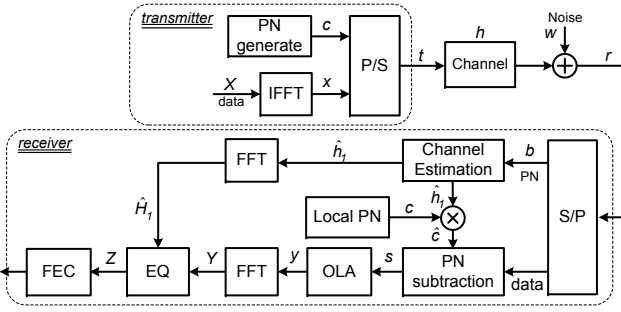 transmitter
PN
generate
c
P/S
X
data
IFFT
x
t
h
Channel
Noise
w
r
receiver
FFT
ĥ₁
Channel
Estimation
b
PN
S/P
Ĥ₁
ĥ₁
Local PN
c
ĉ
FEC
Z
EQ
Y
FFT
y
OLA
s
PN
subtraction
data